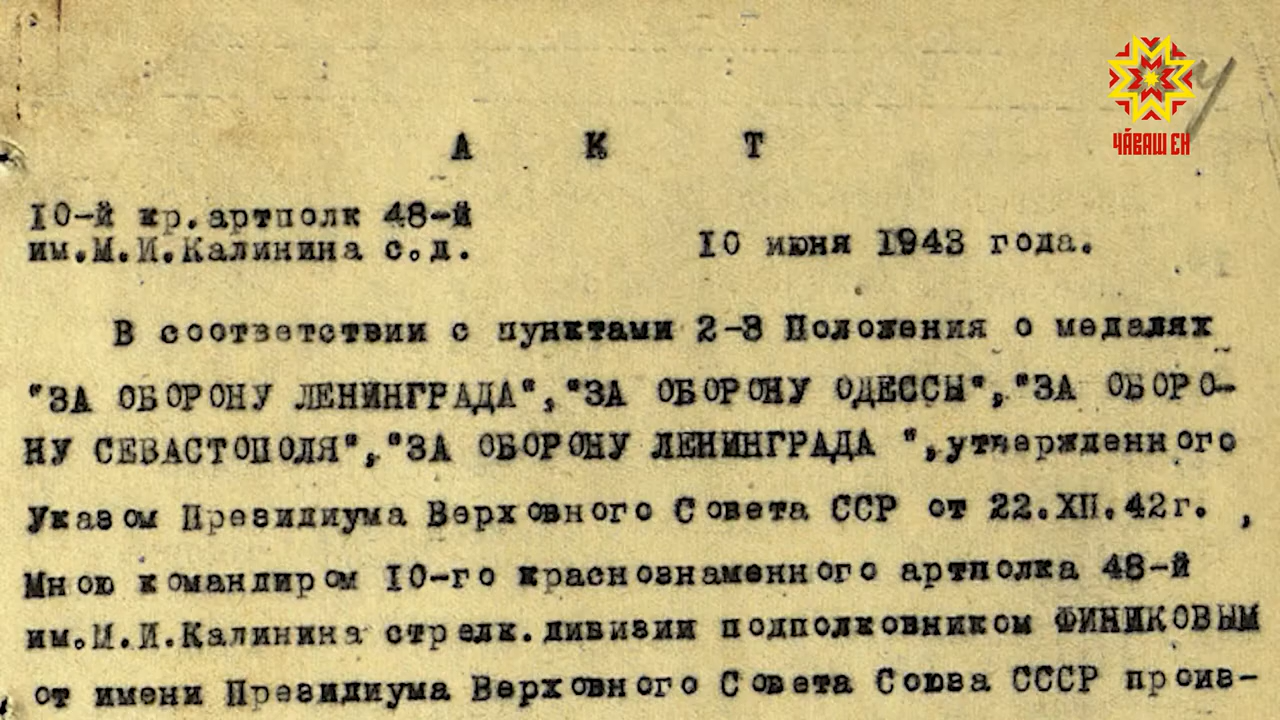 ЧӐВАШ ЕН
А К Т
10-й кр.артполк 48-й
им.М.И.Калинина с.д.
10 июня 1943 года.
В соответствии с пунктами 2-3 Положения о медалях
"ЗА ОБОРОНУ ЛЕНИНГРАДА","ЗА ОБОРОНУ ОДЕССЫ","ЗА ОБОРО-
НУ СЕВАСТОПОЛЯ","ЗА ОБОРОНУ ЛЕНИНГРАДА ",утвержденного
Указом Президиума Верховного Совета ССР от 22.ХП.42г. ,
Мною командиром 10-го краснознаменного артполка 48-й
им.М.И.Калинина стрелк.дивизии подполковником ФИНИКОВЫМ
от имени Президиума Верховного Совета Союза СССР произ-